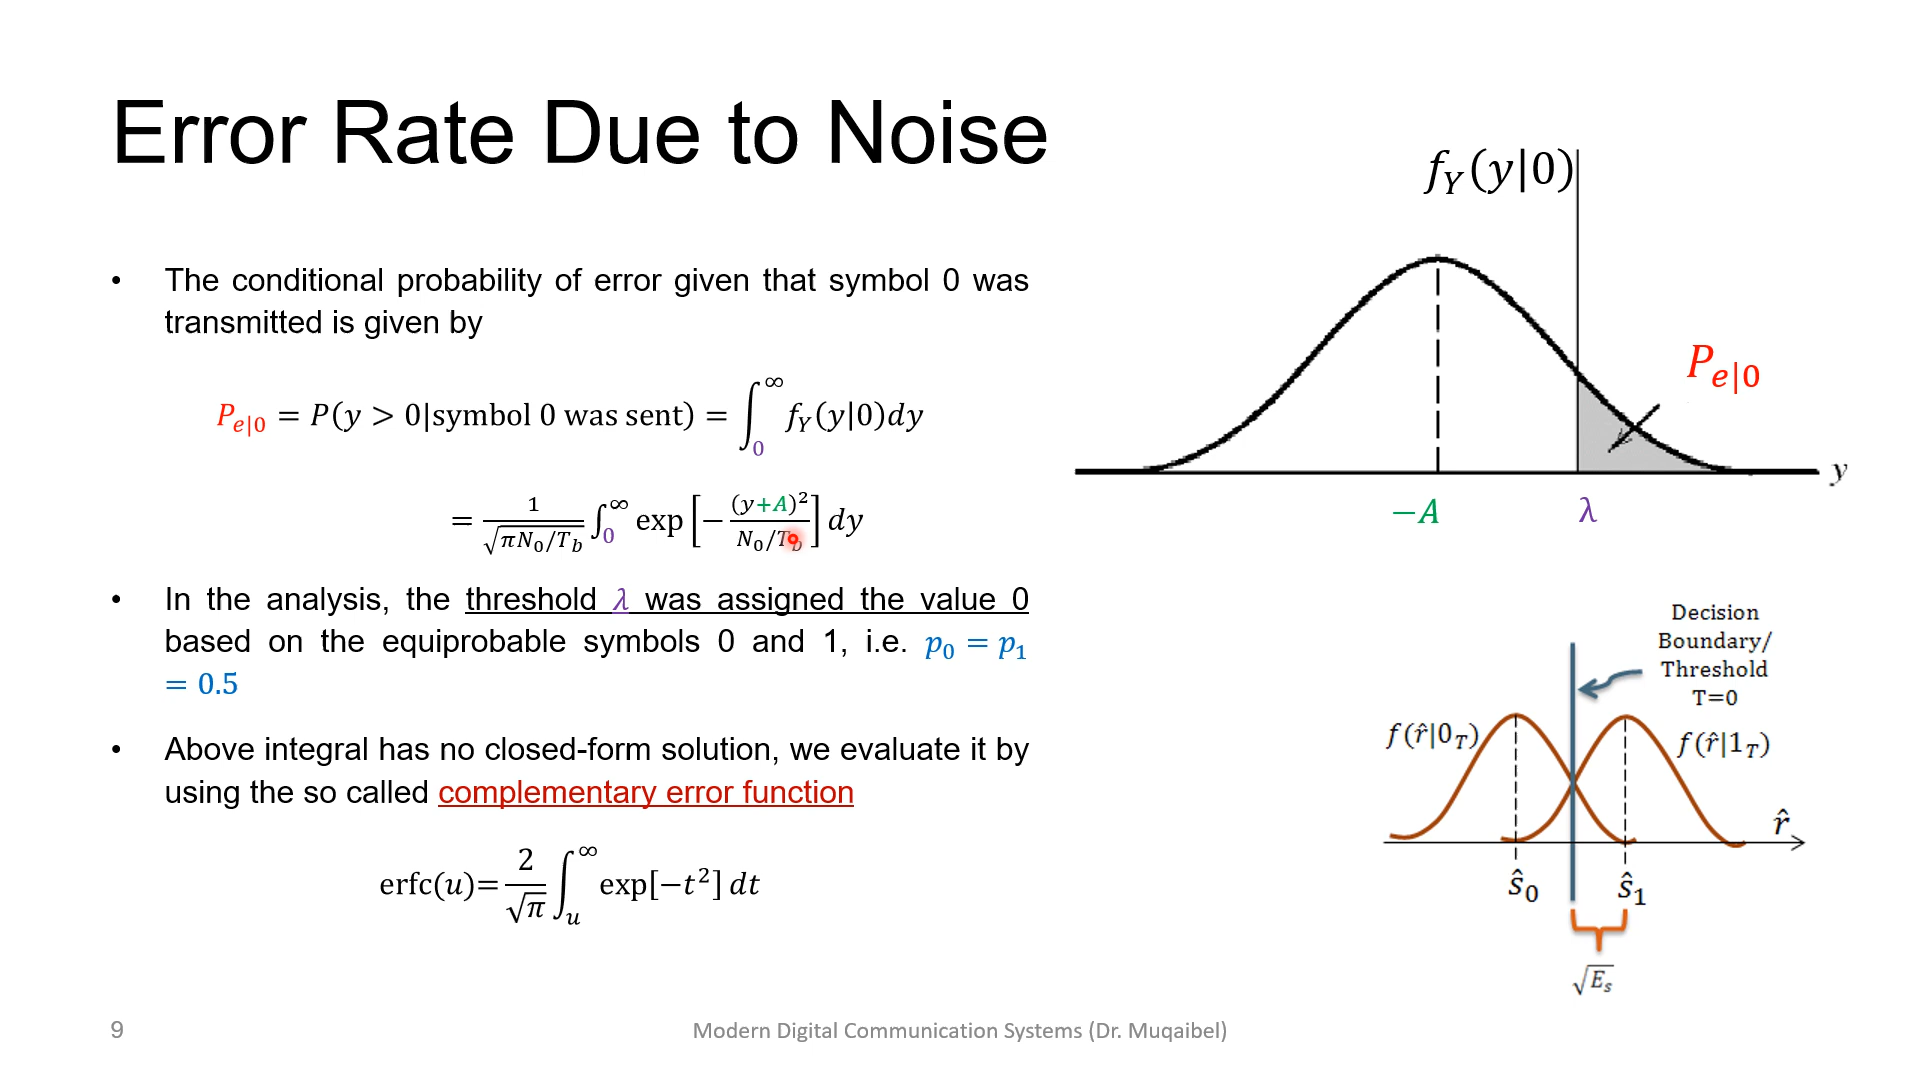 Error Rate Due to Noise
• The conditional probability of error given that symbol 0 was
transmitted is given by
P_{e|0} = P(y > 0|symbol 0 was sent) = ∫_0^∞ f_Y(y|0)dy
= \frac{1}{\sqrt{πN_0/T_b}} ∫_0^∞ exp[−\frac{(y+A)^2}{N_0/T_b}] dy
• In the analysis, the threshold λ was assigned the value 0
based on the equiprobable symbols 0 and 1, i.e. p_0 = p_1
= 0.5
• Above integral has no closed-form solution, we evaluate it by
using the so called complementary error function
erfc(u)= \frac{2}{\sqrt{π}} ∫_u^∞ exp[−t^2] dt
f_Y(y|0)
P_{e|0}
y
−A
λ
Decision
Boundary/
Threshold
T=0
f(r̂|0_T)
f(r̂|1_T)
r̂
ŝ_0
ŝ_1
√E_s
9
Modern Digital Communication Systems (Dr. Muqaibel)